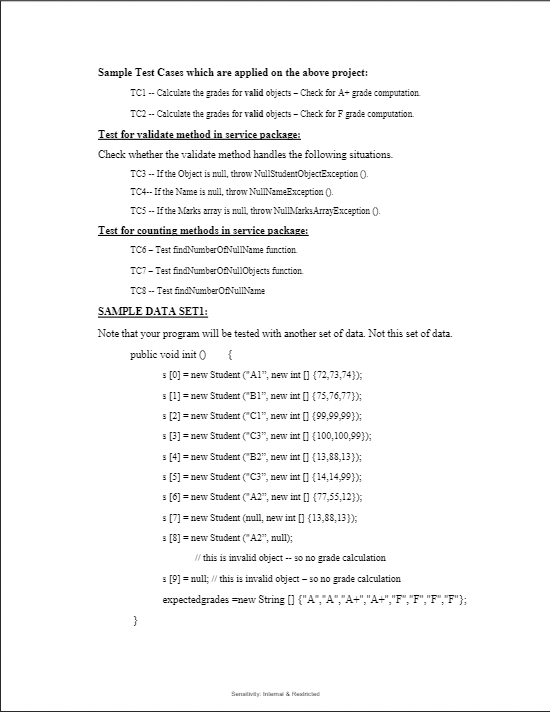 Sample Test Cases which are applied on the above project:
TC1 -- Calculate the grades for valid objects – Check for A+ grade computation.
TC2 -- Calculate the grades for valid objects – Check for F grade computation.
Test for validate method in service package:
Check whether the validate method handles the following situations.
TC3 -- If the Object is null, throw NullStudentObjectException ().
TC4-- If the Name is null, throw NullNameException ().
TC5 -- If the Marks array is null, throw NullMarksArrayException ().
Test for counting methods in service package:
TC6 – Test findNumberOfNullName function.
TC7 – Test findNumberOfNullObjects function.
TC8 -- Test findNumberOfNullName
SAMPLE DATA SET1:
Note that your program will be tested with another set of data. Not this set of data.
public void init () {
s [0] = new Student ("A1”, new int [] {72,73,74});
s [1] = new Student ("B1”, new int [] {75,76,77});
s [2] = new Student ("C1”, new int [] {99,99,99});
s [3] = new Student ("C3”, new int [] {100,100,99});
s [4] = new Student ("B2”, new int [] {13,88,13});
s [5] = new Student ("C3”, new int [] {14,14,99});
s [6] = new Student ("A2”, new int [] {77,55,12});
s [7] = new Student (null, new int [] {13,88,13});
s [8] = new Student ("A2”, null);
// this is invalid object -- so no grade calculation
s [9] = null; // this is invalid object – so no grade calculation
expectedgrades =new String [] {"A","A","A+","A+","F","F","F","F"};
}
Sensitivity: Internal & Restricted